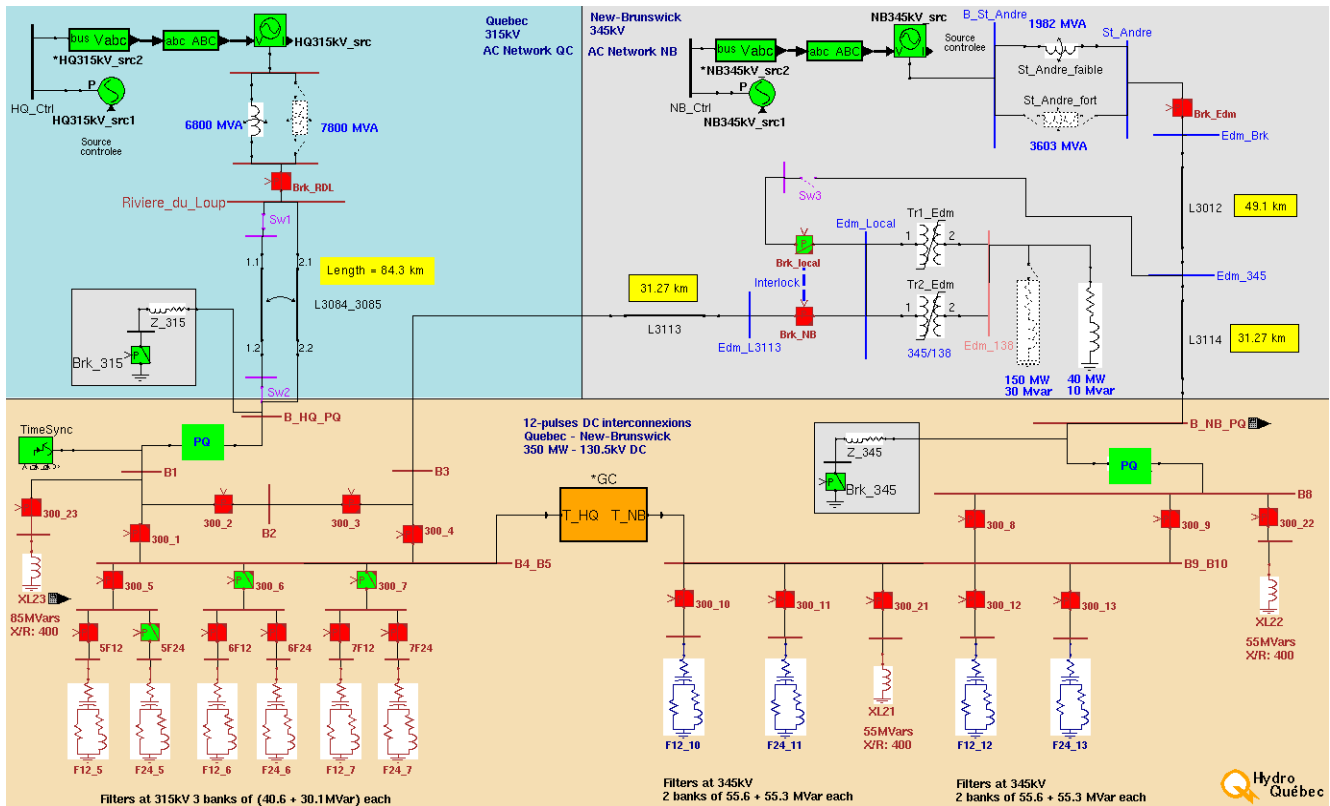 Quebec
315kV
AC Network QC
bus Vabc
abc ABC
V I
HQ315kV_src
*HQ315kV_src2
P
HQ_Ctrl
HQ315kV_src1
Source
controlee
6800 MVA
7800 MVA
Brk_RDL
Riviere_du_Loup
Sw1
1.1
2.1
Length = 84.3 km
L3084_3085
1.2
2.2
Sw2
Z_315
P
Brk_315
B_HQ_PQ
New-Brunswick
345kV
AC Network NB
bus Vabc
abc ABC
V I
NB345kV_src
Source
controlee
*NB345kV_src2
P
NB_Ctrl
NB345kV_src1
B_St_Andre
1982 MVA
St_Andre
St_Andre_faible
St_Andre_fort
3603 MVA
Brk_Edm
Edm_Brk
L3012
49.1 km
Sw3
Edm_Local
Tr1_Edm
1
2
P
Brk_local
Interlock
Edm_345
31.27 km
L3113
Edm_L3113
Brk_NB
Tr2_Edm
1
2
345/138
Edm_138
150 MW
30 Mvar
40 MW
10 Mvar
L3114
31.27 km
TimeSync
PQ
B1
12-pulses DC interconnexions
Quebec - New-Brunswick
350 MW - 130.5kV DC
B3
B_NB_PQ
Z_345
P
Brk_345
PQ
B8
300_23
300_1
300_2
B2
300_3
300_4
*GC
T_HQ
T_NB
B4_B5
300_8
300_9
300_22
B9_B10
300_5
P
300_6
P
300_7
XL23
85MVars
X/R: 400
P
5F12
5F24
6F12
6F24
7F12
7F24
300_10
300_11
300_21
300_12
300_13
XL22
55MVars
X/R: 400
XL21
55MVars
X/R: 400
F12_5
F24_5
F12_6
F24_6
F12_7
F24_7
F12_10
F24_11
F12_12
F24_13
Filters at 315kV 3 banks of (40.6 + 30.1MVar) each
Filters at 345kV
2 banks of 55.6 + 55.3 MVar each
Filters at 345kV
2 banks of 55.6 + 55.3 MVar each
Hydro
Québec